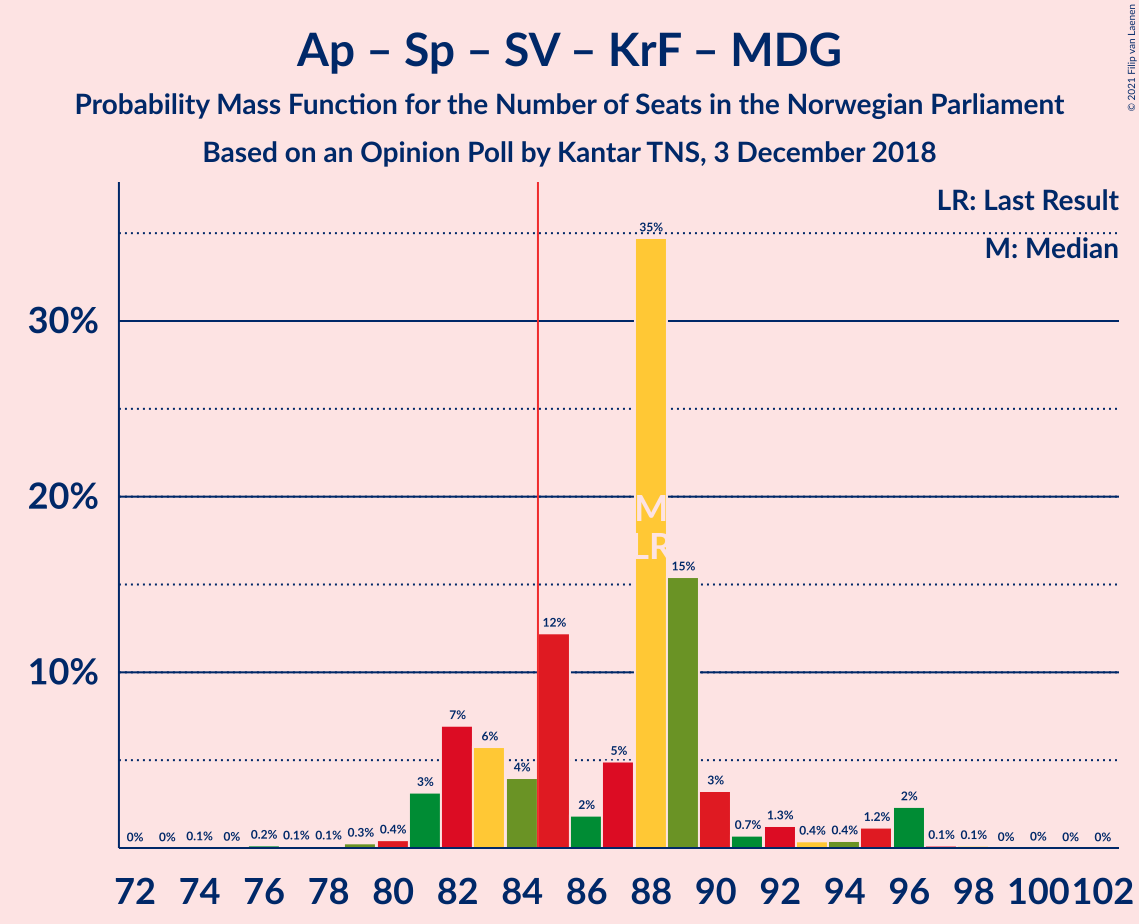 Ap – Sp – SV – KrF – MDG
Probability Mass Function for the Number of Seats in the Norwegian Parliament
Based on an Opinion Poll by Kantar TNS, 3 December 2018
© 2021 Filip van Laenen
LR: Last Result
M: Median
30%
20%
10%
0% 0% 0.1% 0% 0.2% 0.1% 0.1% 0.3% 0.4% 3% 7% 6% 4% 12% 2% 5% 35% 15% 3% 0.7% 1.3% 0.4% 0.4% 1.2% 2% 0.1% 0.1% 0% 0% 0% 0%
M
LR
72 74 76 78 80 82 84 86 88 90 92 94 96 98 100 102